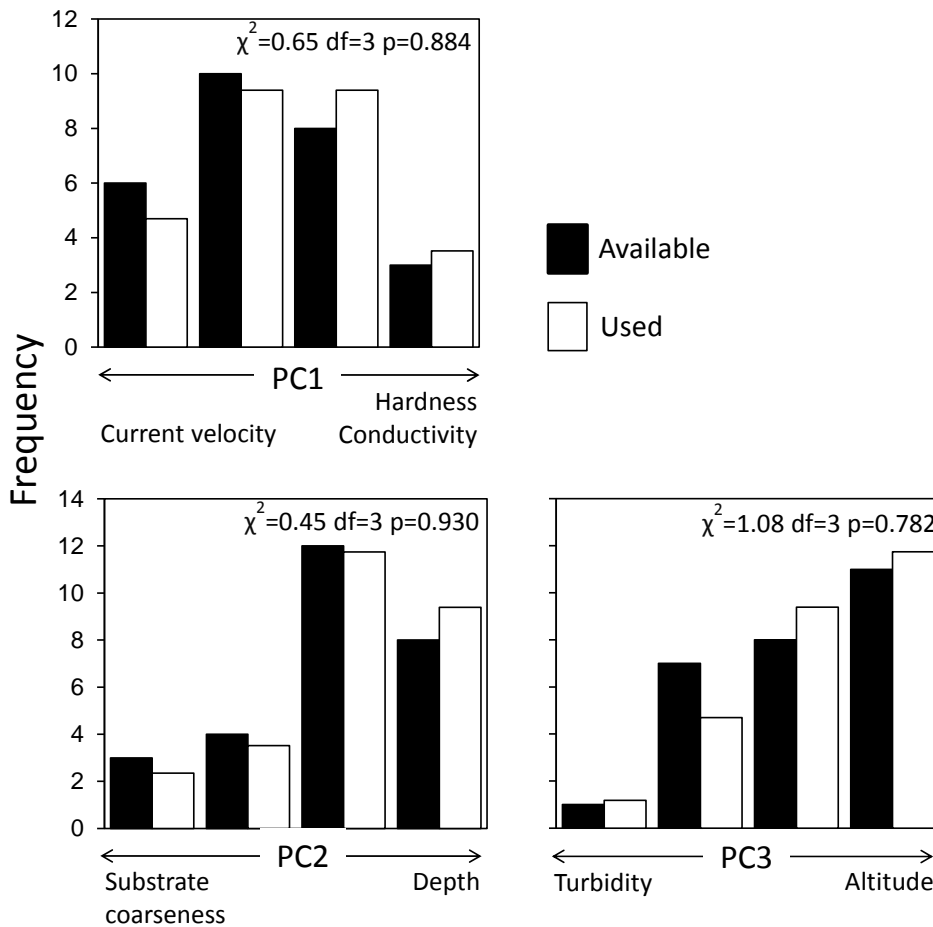 12
10
8
6
4
2
0
χ²=0.65 df=3 p=0.884
PC1
Current velocity
Hardness
Conductivity
Available
Used
Frequency
14
12
10
8
6
4
2
0
χ²=0.45 df=3 p=0.930
PC2
Substrate
coarseness
Depth
χ²=1.08 df=3 p=0.782
PC3
Turbidity
Altitude